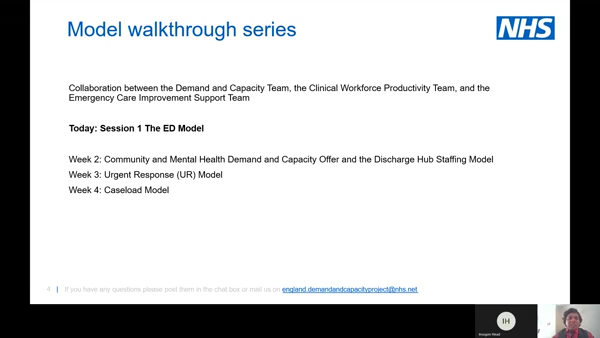 Model walkthrough series
NHS
Collaboration between the Demand and Capacity Team, the Clinical Workforce Productivity Team, and the
Emergency Care Improvement Support Team
Today: Session 1 The ED Model
Week 2: Community and Mental Health Demand and Capacity Offer and the Discharge Hub Staffing Model
Week 3: Urgent Response (UR) Model
Week 4: Caseload Model
4 | If you have any questions please post them in the chat box or mail us on england.demandandcapacityproject@nhs.net
IH